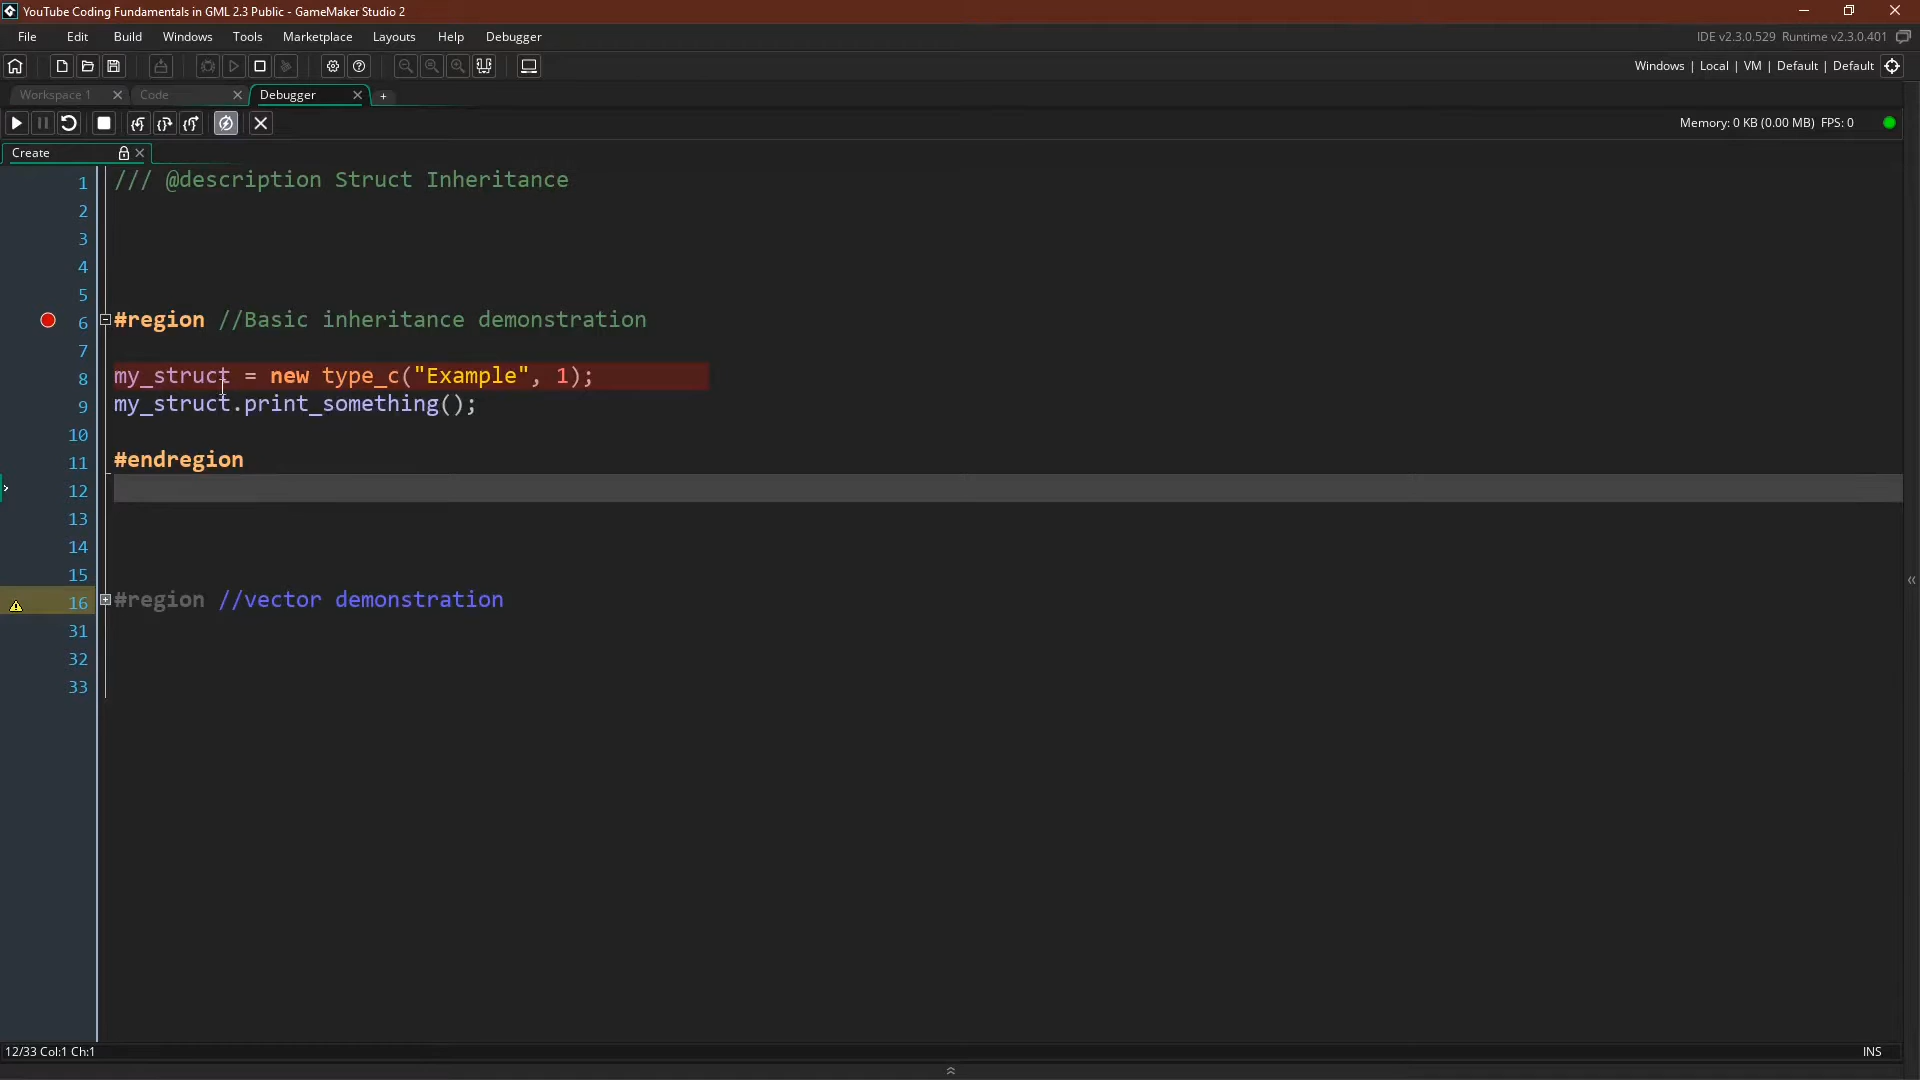 YouTube Coding Fundamentals in GML 2.3 Public - GameMaker Studio 2
File Edit Build Windows Tools Marketplace Layouts Help Debugger
IDE v2.3.0.529 Runtime v2.3.0.401
Windows | Local | VM | Default | Default
Workspace 1 Code Debugger +
Memory: 0 KB (0.00 MB) FPS: 0
Create
1 /// @description Struct Inheritance
2
3
4
5
6 #region //Basic inheritance demonstration
7
8 my_struct = new type_c("Example", 1);
9 my_struct.print_something();
10
11 #endregion
12
13
14
15
16 #region //vector demonstration
31
32
33
12/33 Col:1 Ch:1
INS